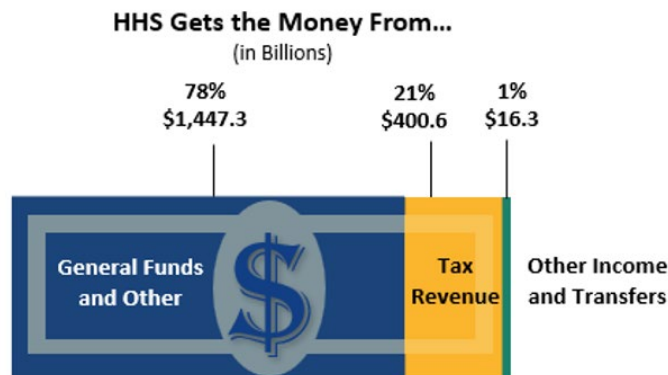 HHS Gets the Money From...
(in Billions)
78%
$1,447.3
21%
$400.6
1%
$16.3
General Funds
and Other
$
Tax
Revenue
Other Income
and Transfers